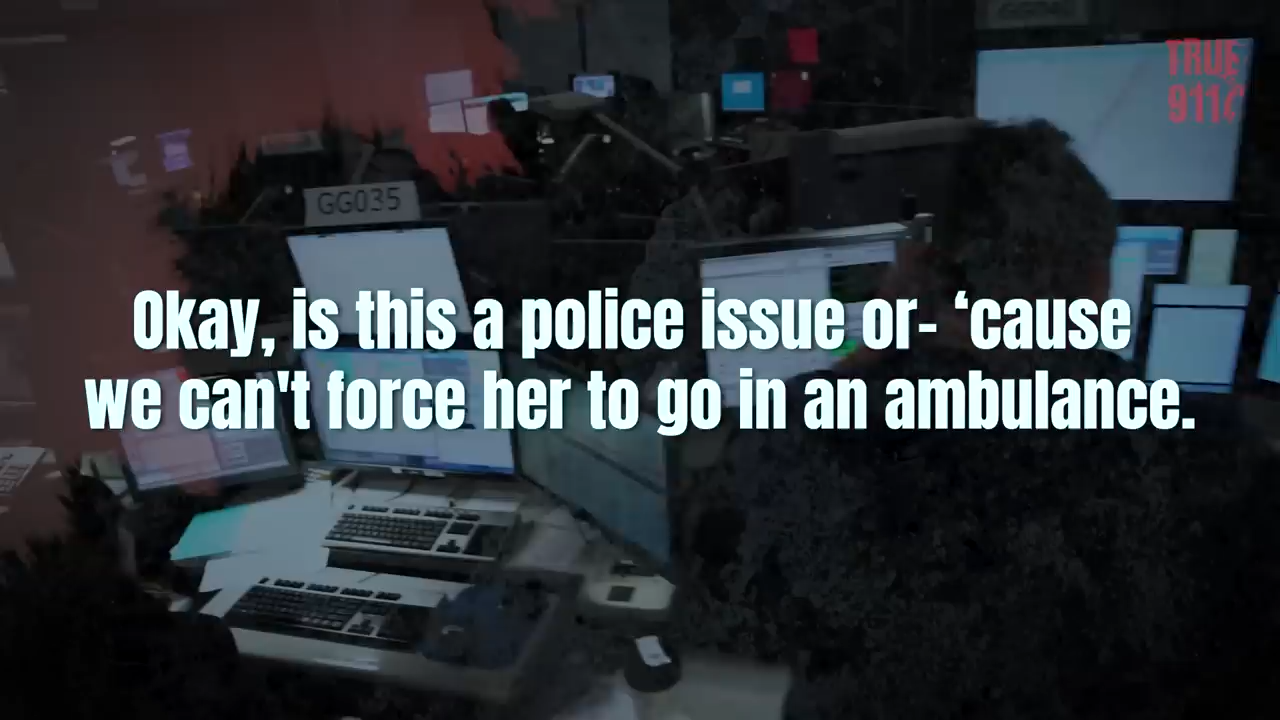 TRUE
911
GG035
Okay, is this a police issue or- ‘cause
we can't force her to go in an ambulance.